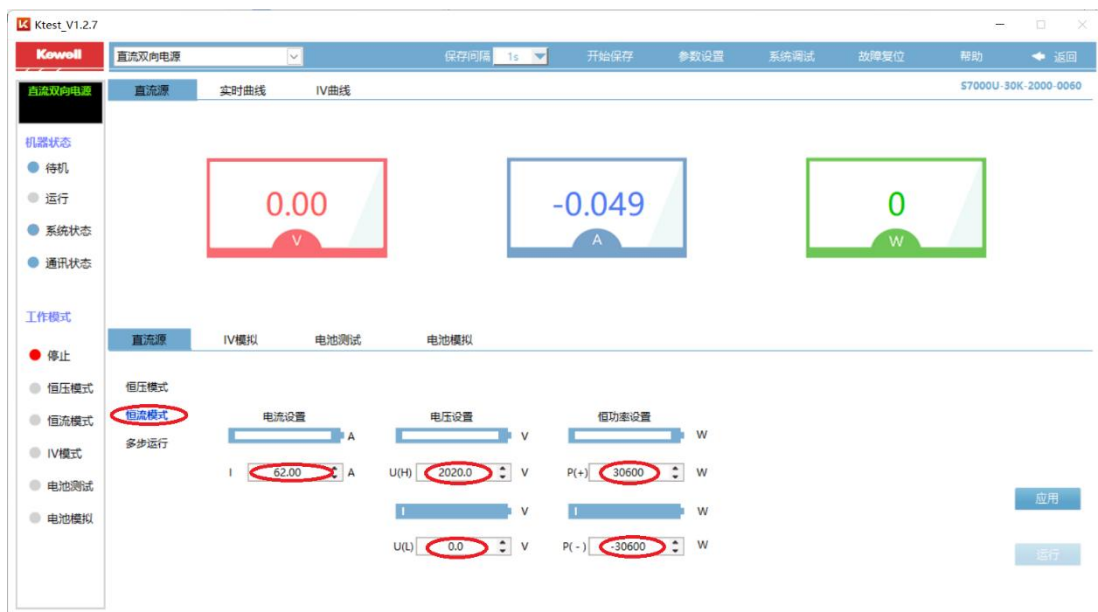 Ktest_V1.2.7
Kewell 直流双向电源 保存间隔 1s 开始保存 参数设置 系统调试 故障复位 帮助 返回
直流双向电源 直流源 实时曲线 IV曲线 S7000U-30K-2000-0060
机器状态
待机
运行
系统状态
通讯状态
0.00 -0.049 0
V A W
工作模式
停止
恒压模式
恒流模式
IV模式
电池测试
电池模拟
直流源 IV模拟 电池测试 电池模拟
恒压模式
恒流模式
多步运行
电流设置 电压设置 恒功率设置
A V W
I 62.00 A U(H) 2020.0 V P(+) 30600 W
V W
U(L) 0.0 V P( - ) -30600 W
应用
运行